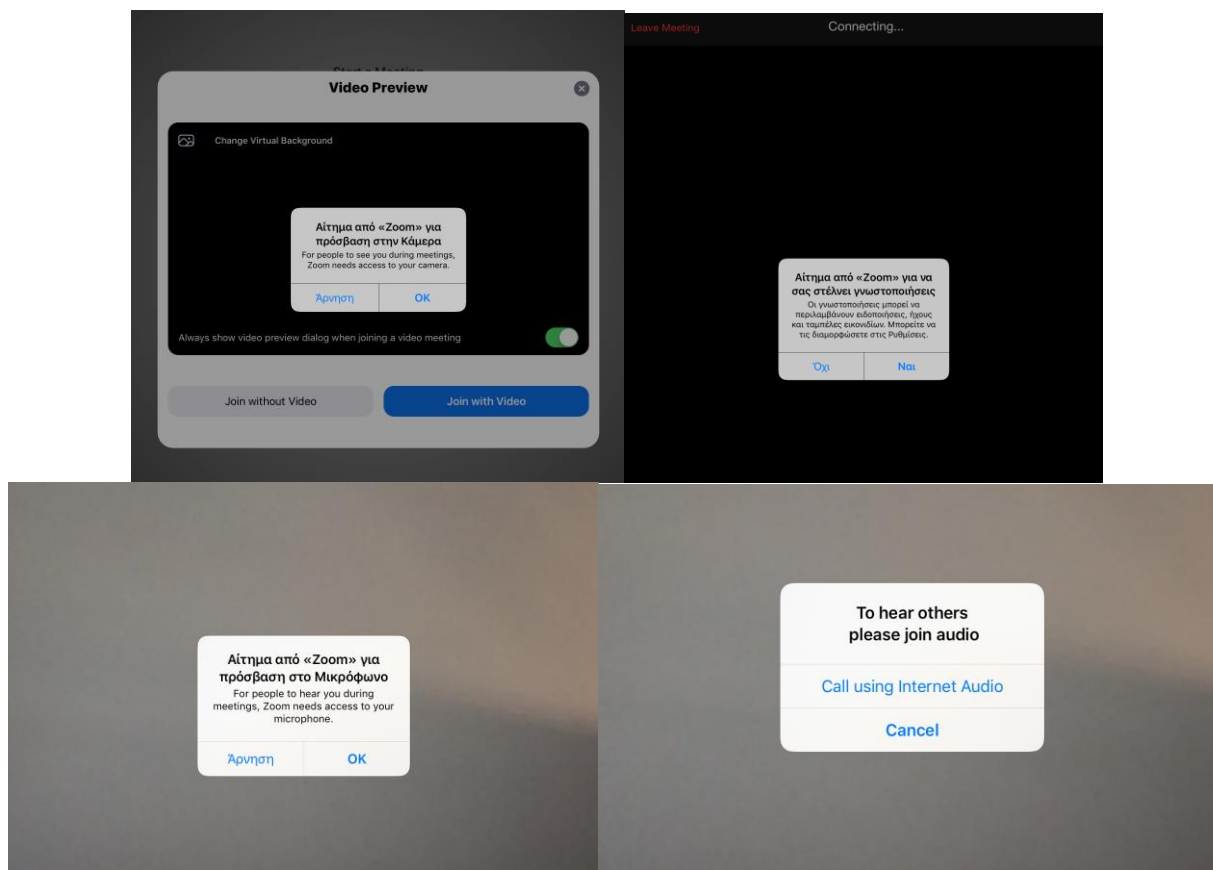 Start a Meeting
Video Preview
Change Virtual Background
Αίτημα από «Zoom» για
πρόσβαση στην Κάμερα
For people to see you during meetings,
Zoom needs access to your camera.
Άρνηση
OK
Always show video preview dialog when joining a video meeting
Join without Video
Join with Video
Leave Meeting
Connecting...
Αίτημα από «Zoom» για να
σας στέλνει γνωστοποιήσεις
Οι γνωστοποιήσεις μπορεί να
περιλαμβάνουν ειδοποιήσεις, ήχους
και ταμπέλες εικονιδίων. Μπορείτε να
τις διαμορφώσετε στις Ρυθμίσεις.
Όχι
Ναι
Αίτημα από «Zoom» για
πρόσβαση στο Μικρόφωνο
For people to hear you during
meetings, Zoom needs access to your
microphone.
Άρνηση
OK
To hear others
please join audio
Call using Internet Audio
Cancel